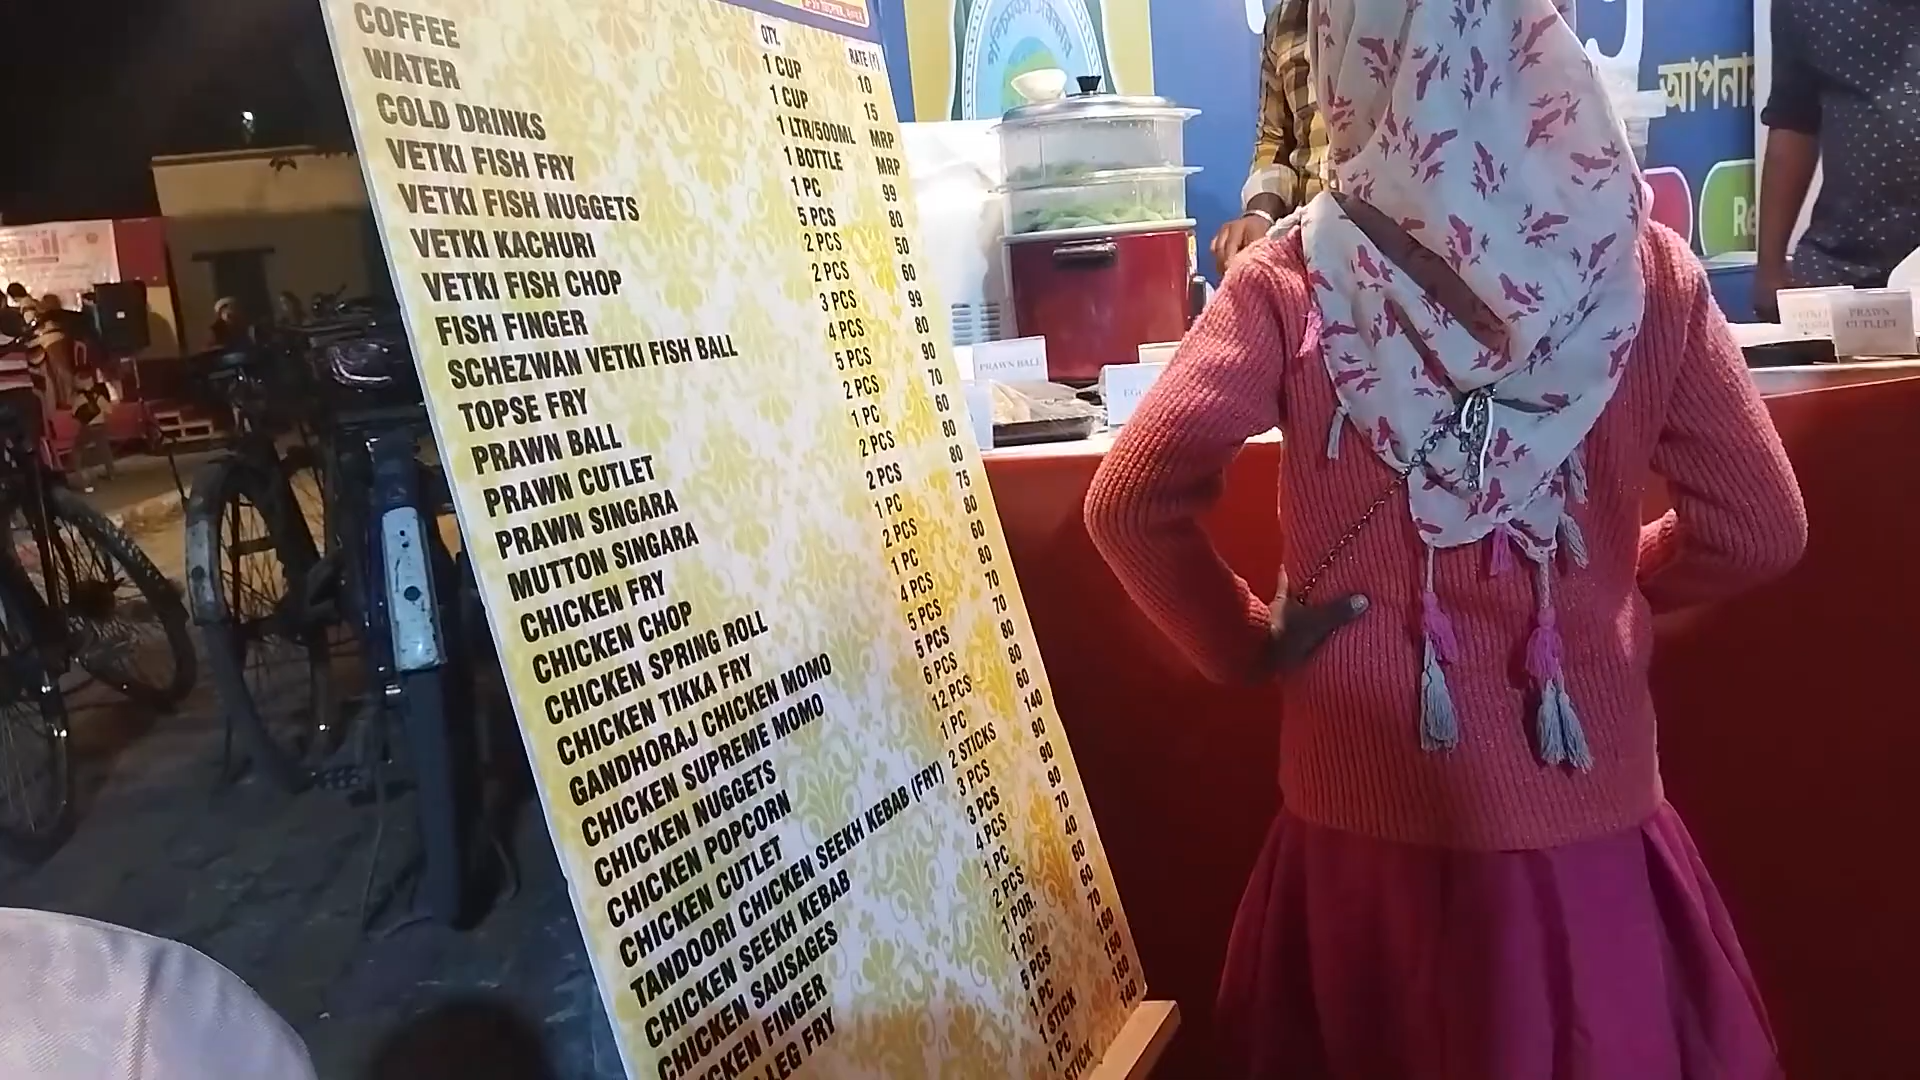 COFFEE
WATER
COLD DRINKS
VETKI FISH FRY
VETKI FISH NUGGETS
VETKI KACHURI
VETKI FISH CHOP
FISH FINGER
SCHEZWAN VETKI FISH BALL
TOPSE FRY
PRAWN BALL
PRAWN CUTLET
PRAWN SINGARA
MUTTON SINGARA
CHICKEN FRY
CHICKEN CHOP
CHICKEN SPRING ROLL
CHICKEN TIKKA FRY
GANDHORAJ CHICKEN MOMO
CHICKEN SUPREME MOMO
CHICKEN NUGGETS
CHICKEN POPCORN
CHICKEN CUTLET
TANDOORI CHICKEN SEEKH KEBAB (FRY)
CHICKEN SEEKH KEBAB
CHICKEN SAUSAGES
CKEN FINGER
LEG FRY
QTY.
1 CUP
1 CUP
1 LTR/500ML
1 BOTTLE
1 PC
5 PCS
2 PCS
2 PCS
3 PCS
4 PCS
5 PCS
2 PCS
1 PC
2 PCS
2 PCS
1 PC
2 PCS
1 PC
4 PCS
5 PCS
5 PCS
6 PCS
12 PCS
1 PC
2 STICKS
3 PCS
3 PCS
4 PCS
1 PC
2 PCS
1 POR.
1 PC
5 PCS
1 PC
1 STICK
1 PC
STICK
RATE (₹)
10
15
MRP
MRP
99
80
50
60
99
80
90
70
60
80
80
75
80
60
80
70
70
80
80
60
140
90
90
90
70
40
60
60
70
150
140
PRAWN BALL
PRAWN
CUTLLET
আপনা
Re